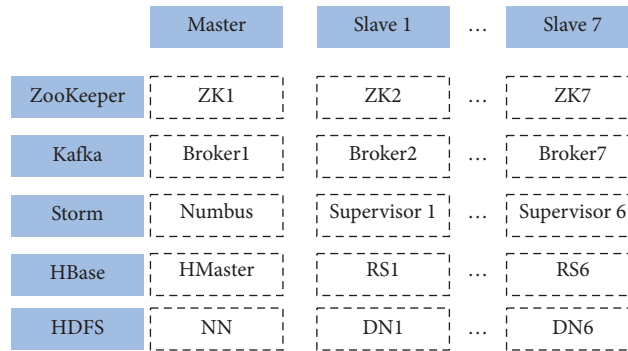 Master Slave 1 … Slave 7
ZooKeeper ZK1 ZK2 … ZK7
Kafka Broker1 Broker2 … Broker7
Storm Numbus Supervisor 1 … Supervisor 6
HBase HMaster RS1 … RS6
HDFS NN DN1 … DN6